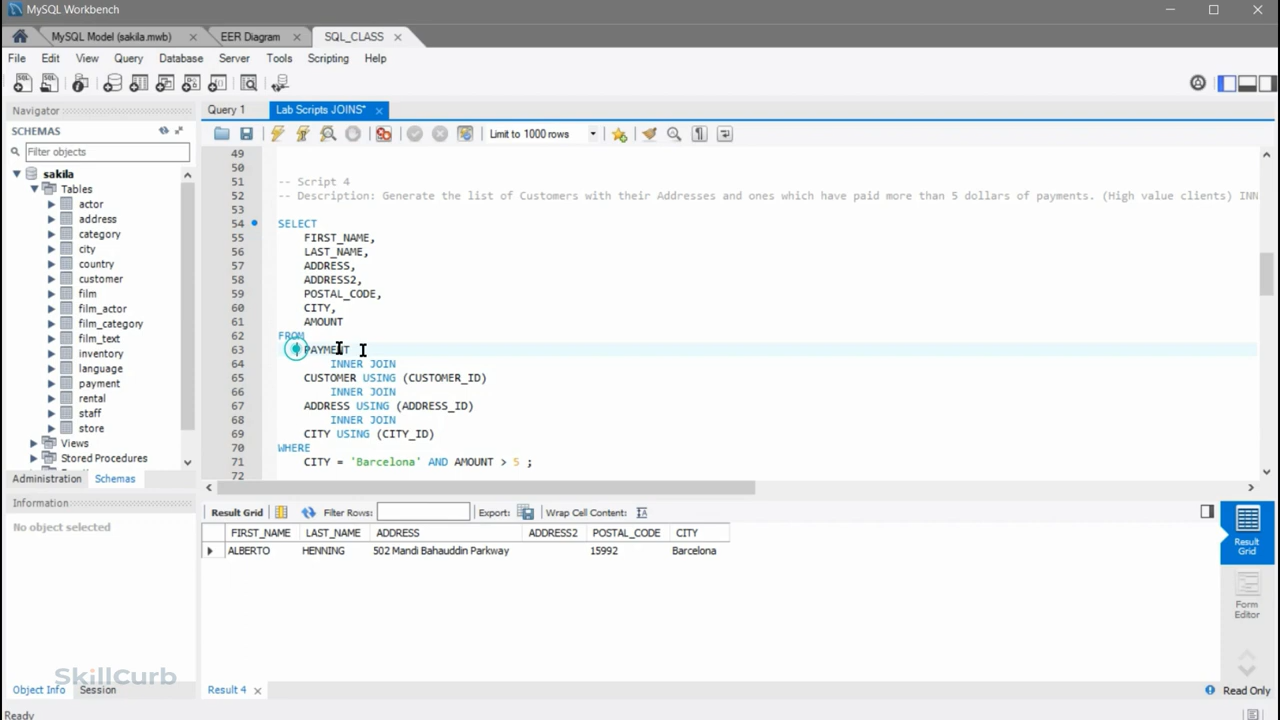 MySQL Workbench
MySQL Model (sakila.mwb) EER Diagram SQL_CLASS
File Edit View Query Database Server Tools Scripting Help
Navigator Query 1 Lab Scripts JOINS*
SCHEMAS
Limit to 1000 rows
Filter objects
sakila
Tables
actor
address
category
city
country
customer
film
film_actor
film_category
film_text
inventory
language
payment
rental
staff
store
Views
Stored Procedures
Administration Schemas
Information
No object selected
49
50
51 -- Script 4
52 -- Description: Generate the list of Customers with their Addresses and ones which have paid more than 5 dollars of payments. (High value clients) INN
53
54 SELECT
55 FIRST_NAME,
56 LAST_NAME,
57 ADDRESS,
58 ADDRESS2,
59 POSTAL_CODE,
60 CITY,
61 AMOUNT
62 FROM
63 PAYMENT
64 INNER JOIN
65 CUSTOMER USING (CUSTOMER_ID)
66 INNER JOIN
67 ADDRESS USING (ADDRESS_ID)
68 INNER JOIN
69 CITY USING (CITY_ID)
70 WHERE
71 CITY = 'Barcelona' AND AMOUNT > 5 ;
72
Result Grid Filter Rows: Export: Wrap Cell Content:
FIRST_NAME LAST_NAME ADDRESS ADDRESS2 POSTAL_CODE CITY
ALBERTO HENNING 502 Mandi Bahauddin Parkway 15992 Barcelona
Result
Grid
Form
Editor
SkillCurb
Object Info Session Result 4 Read Only
Ready